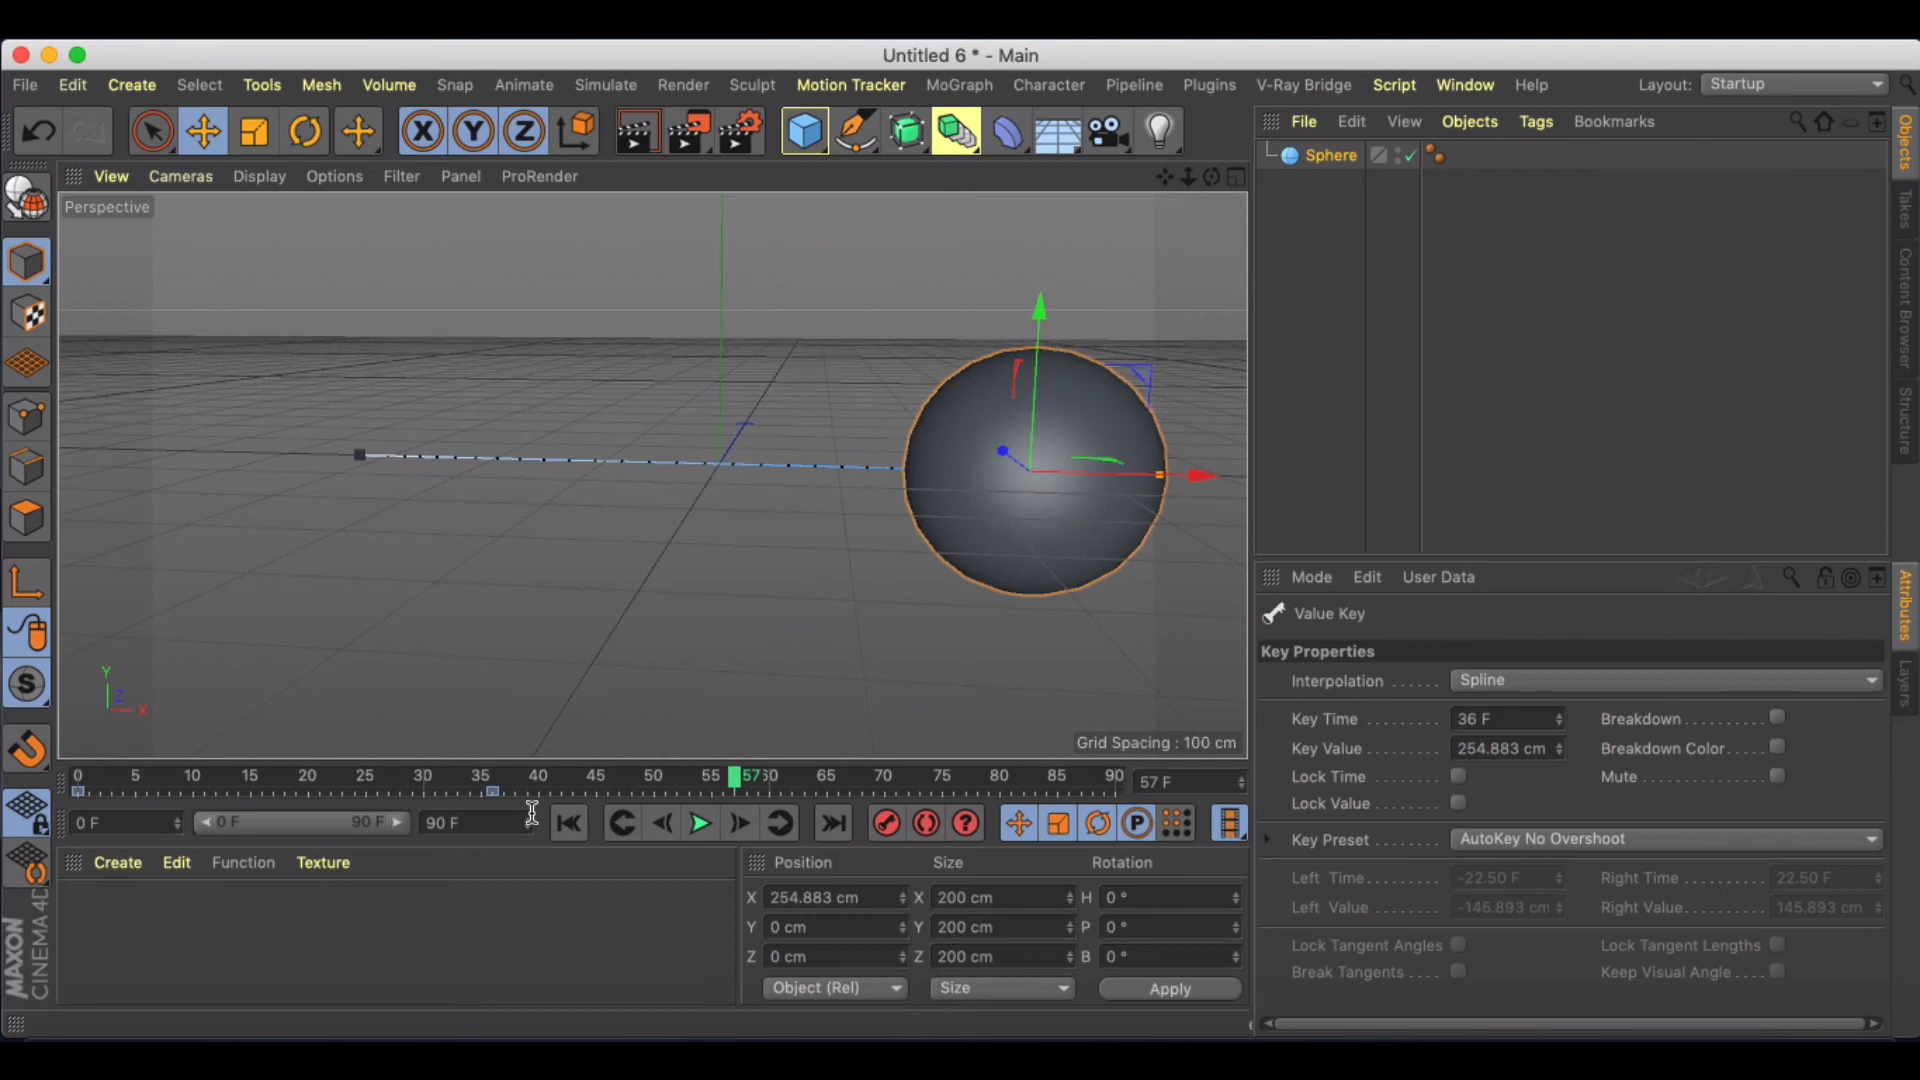 Untitled 6 * - Main
File Edit Create Select Tools Mesh Volume Snap Animate Simulate Render Sculpt Motion Tracker MoGraph Character Pipeline Plugins V-Ray Bridge Script Window Help Layout: Startup
X Y Z
File Edit View Objects Tags Bookmarks
Sphere
View Cameras Display Options Filter Panel ProRender
Perspective
Y
Z
X
Grid Spacing : 100 cm
Objects
Takes
Content Browser
Structure
Attributes
Layers
Mode Edit User Data
Value Key
Key Properties
Interpolation ...... Spline
Key Time ......... 36 F Breakdown ........
Key Value ........ 254.883 cm Breakdown Color ....
Lock Time ........ Mute ............
Lock Value .......
Key Preset ....... AutoKey No Overshoot
Left Time ........ -22.50 F Right Time ....... 22.50 F
Left Value ....... -145.893 cm Right Value....... 145.893 cm
Lock Tangent Angles Lock Tangent Lengths
Break Tangents .... Keep Visual Angle ....
0 5 10 15 20 25 30 35 40 45 50 55 57 60 65 70 75 80 85 90 57 F
0 F 0 F 90 F 90 F
P
S
Create Edit Function Texture
Position Size Rotation
X 254.883 cm X 200 cm H 0 °
Y 0 cm Y 200 cm P 0 °
Z 0 cm Z 200 cm B 0 °
Object (Rel) Size Apply
MAXON
CINEMA 4D